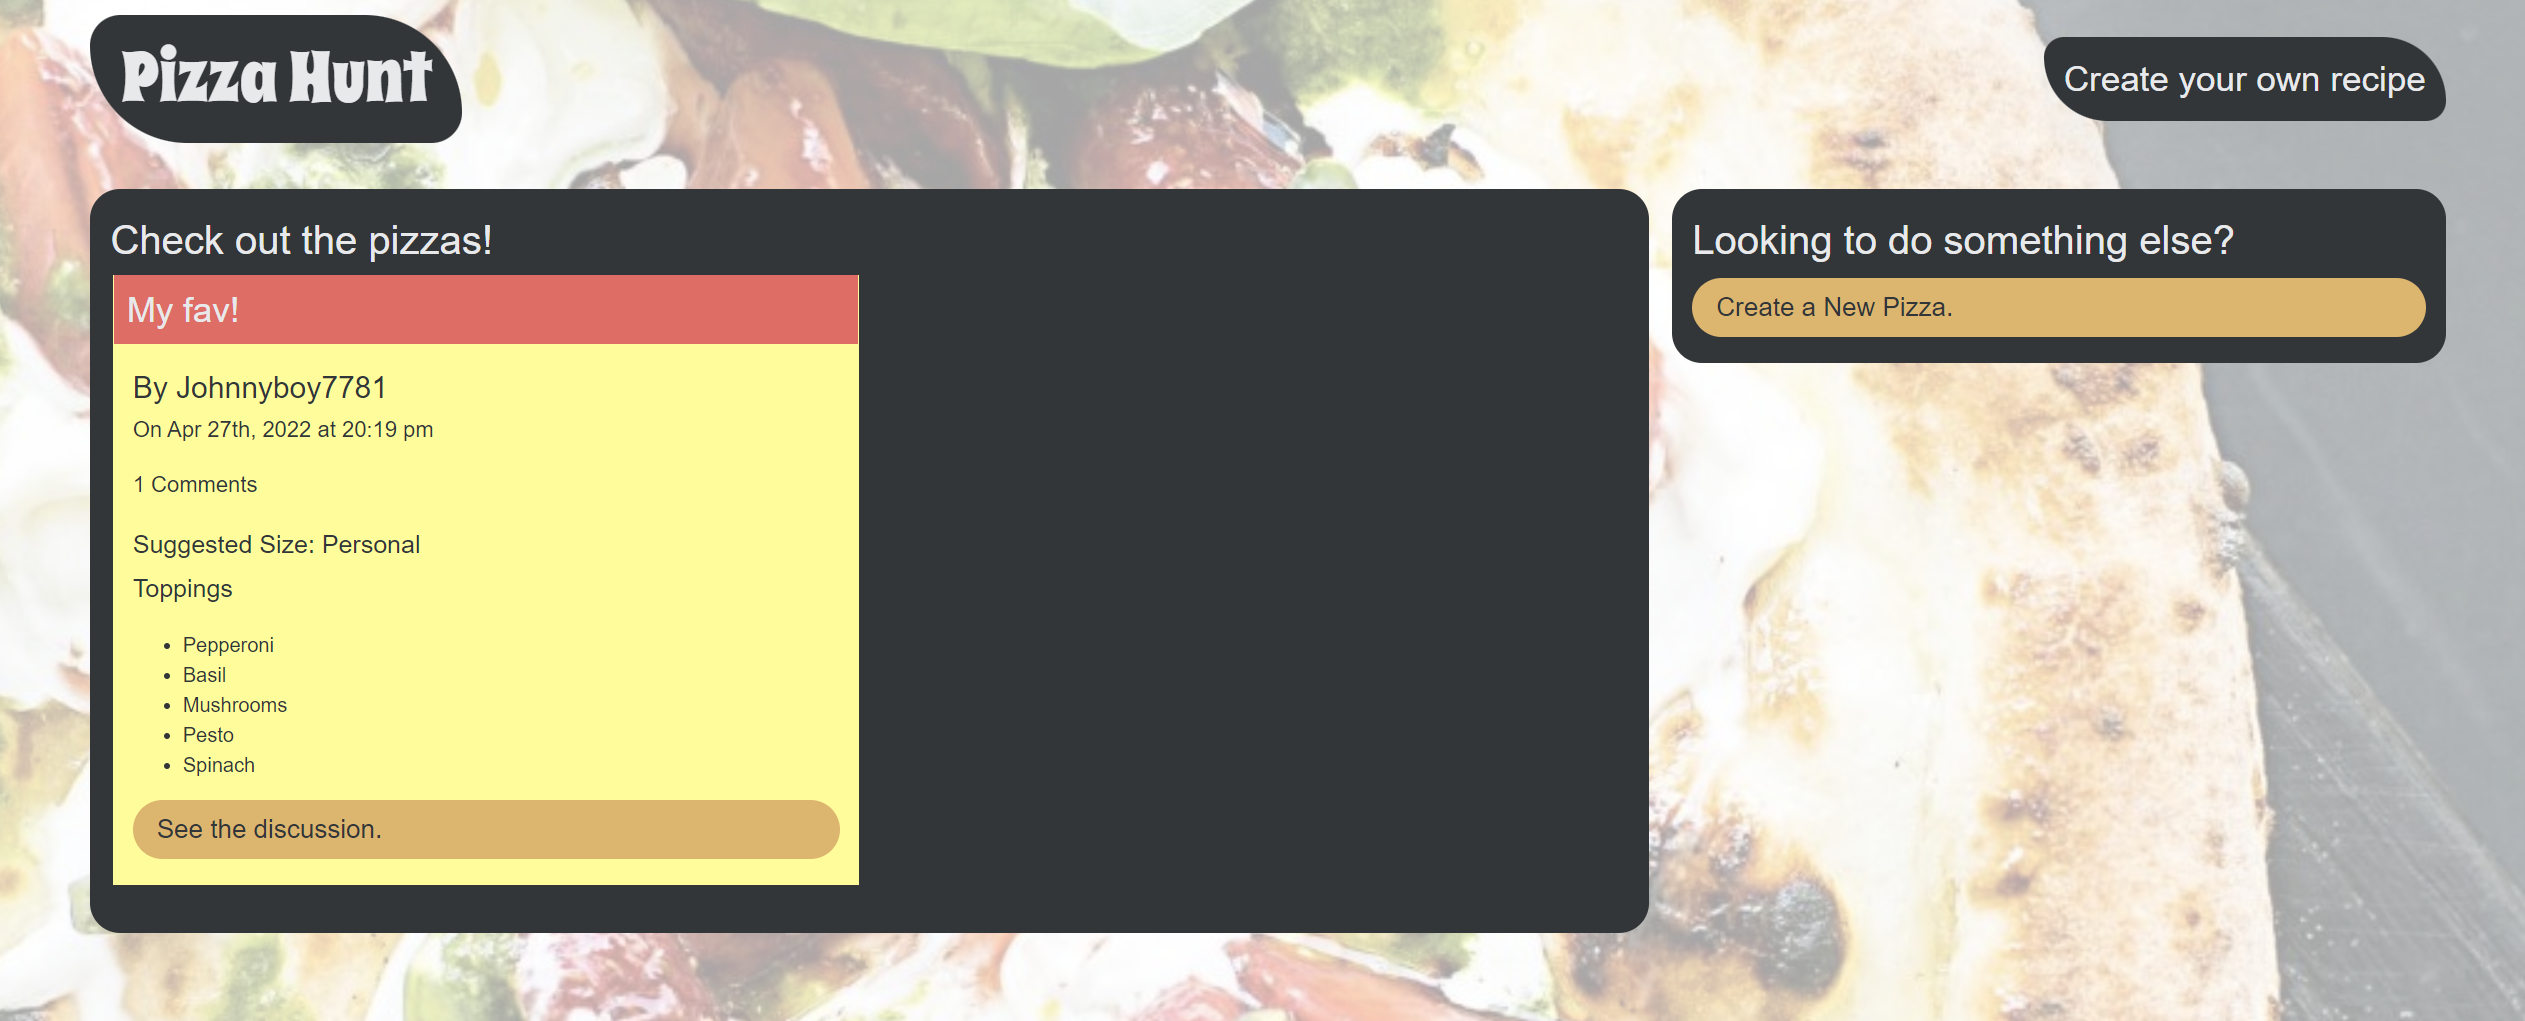 Pizza Hunt
Create your own recipe
Check out the pizzas!
My fav!
By Johnnyboy7781
On Apr 27th, 2022 at 20:19 pm
1 Comments
Suggested Size: Personal
Toppings
Pepperoni
Basil
Mushrooms
Pesto
Spinach
See the discussion.
Looking to do something else?
Create a New Pizza.